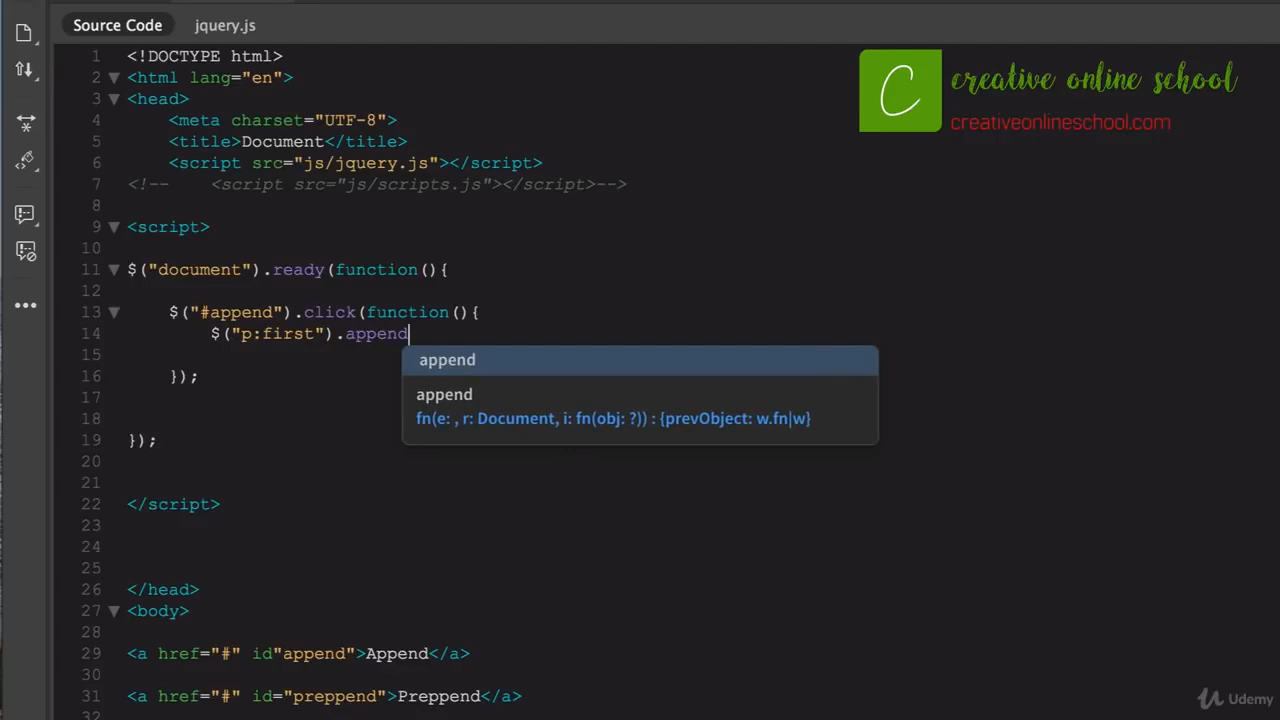 Source Code jquery.js
1 <!DOCTYPE html>
2 <html lang="en">
3 <head>
4 <meta charset="UTF-8">
5 <title>Document</title>
6 <script src="js/jquery.js"></script>
7 <!-- <script src="js/scripts.js"></script>-->
8
9 <script>
10
11 $("document").ready(function(){
12
13 $("#append").click(function(){
14 $("p:first").append
15
16 });
17
18
19 });
20
21
22 </script>
23
24
25
26 </head>
27 <body>
28
29 <a href="#" id"append">Append</a>
30
31 <a href="#" id="preppend">Preppend</a>
32
append
append
fn(e: , r: Document, i: fn(obj: ?)) : {prevObject: w.fn|w}
C
creative online school
creativeonlineschool.com
Udemy